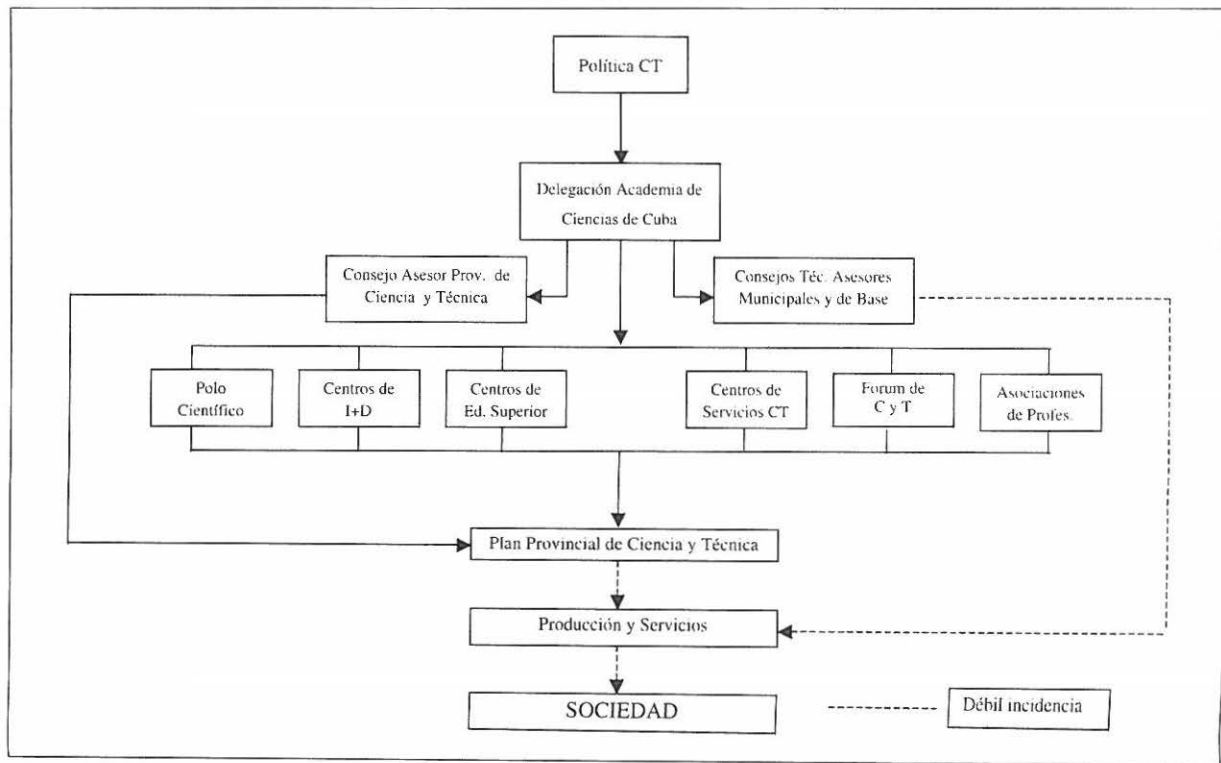 Política CT
Delegación Academia de
Ciencias de Cuba
Consejo Asesor Prov. de
Ciencia y Técnica
Consejos Téc. Asesores
Municipales y de Base
Polo
Científico
Centros de
I+D
Centros de
Ed. Superior
Centros de
Servicios CT
Forum de
C y T
Asociaciones
de Profes.
Plan Provincial de Ciencia y Técnica
Producción y Servicios
SOCIEDAD
Débil incidencia